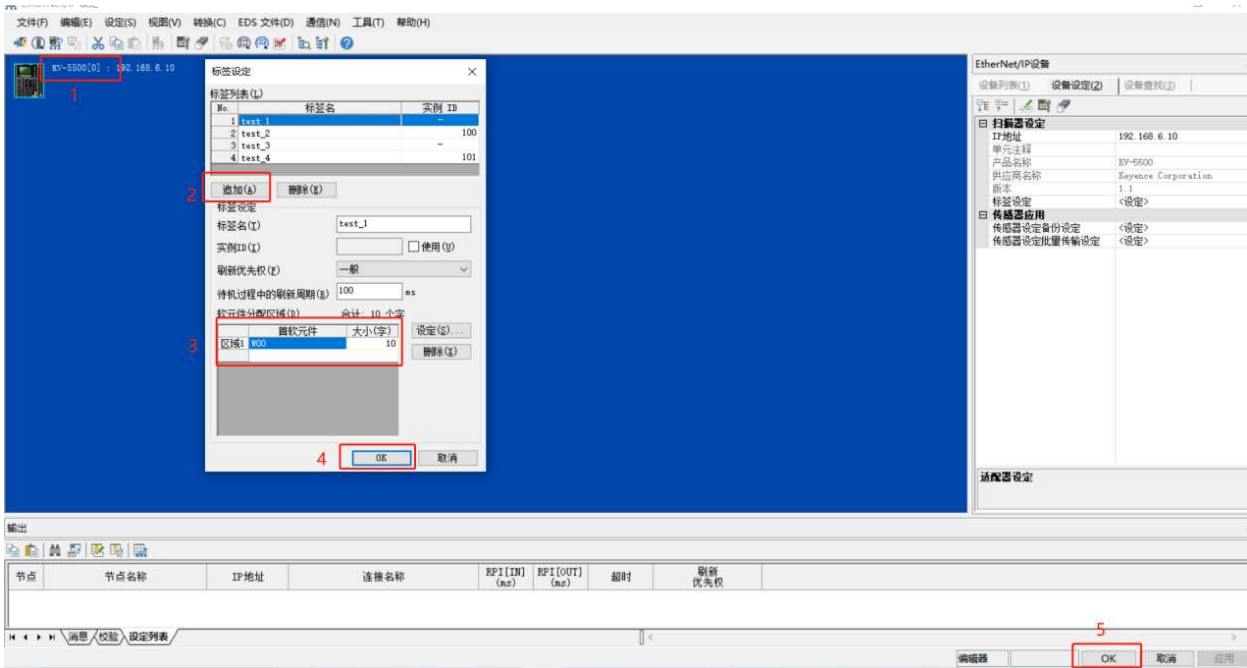 文件(F) 编辑(E) 设定(S) 视图(V) 转换(C) EDS 文件(D) 通信(N) 工具(T) 帮助(H)
KV-5500[0] : 192.168.6.10
1
标签设定
标签列表(L)
No. 标签名 实例 ID
1 test_1 -
2 test_2 100
3 test_3 -
4 test_4 101
2
追加(A) 删除(E)
标签设定
标签名(T) test_1
实例ID(I) 使用(U)
刷新优先权(P) 一般
待机过程中的刷新周期(R) 100 ms
软元件分配区域(D) 合计: 10 个字
首软元件 大小(字) 设定(S)...
3
区域1 W00 10
删除(X)
4
OK 取消
EtherNet/IP设备
设备列表(1) 设备设定(2) 设备查找(3)
扫描器设定
IP地址 192.168.6.10
单元注释
产品名称 KV-5500
供应商名称 Keyence Corporation
版本 1.1
标签设定 <设定>
传感器应用
传感器设定备份设定 <设定>
传感器设定批量传输设定 <设定>
适配器设定
输出
节点 节点名称 IP地址 连接名称 RPI[IN] (ms) RPI[OUT] (ms) 超时 刷新优先权
消息 校验 设定列表
5
编辑器 OK 取消 应用